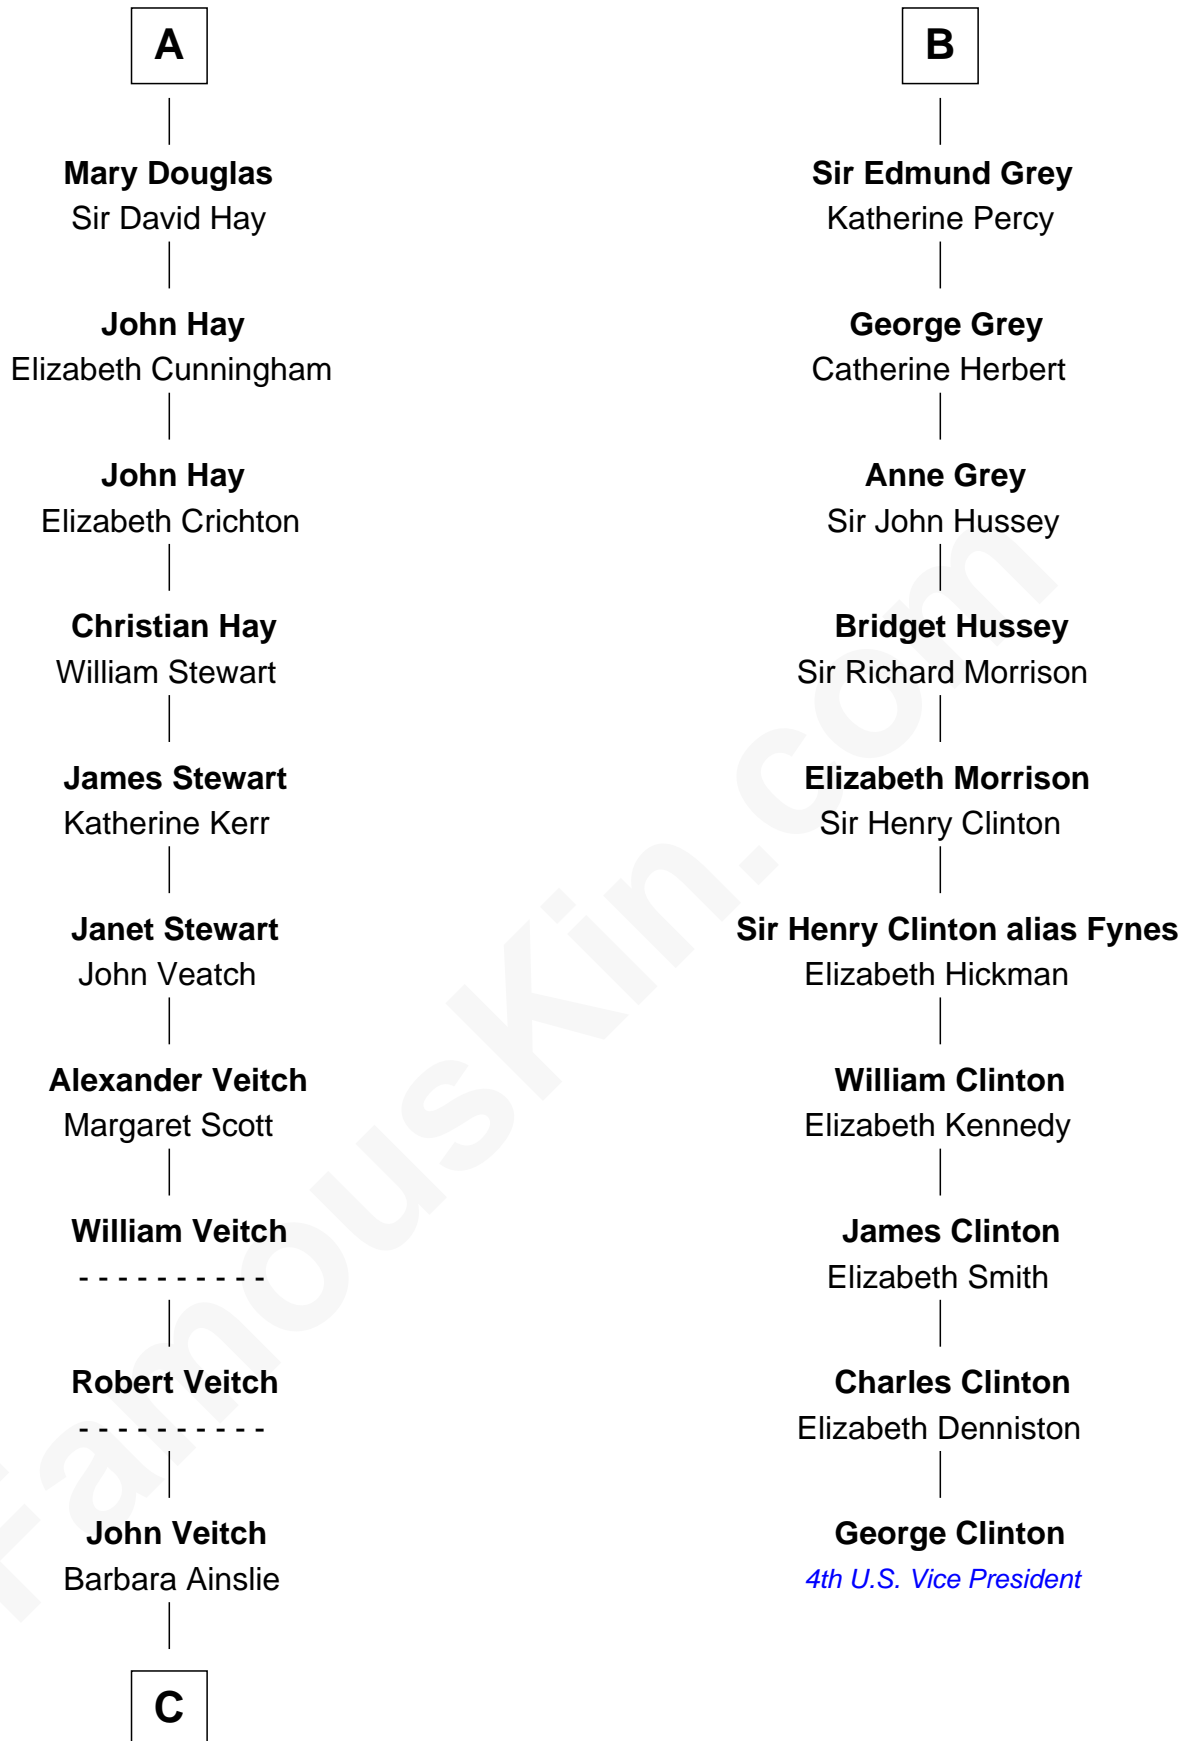 A
Mary Douglas
Sir David Hay
John Hay
Elizabeth Cunningham
John Hay
Elizabeth Crichton
Christian Hay
William Stewart
James Stewart
Katherine Kerr
Janet Stewart
John Veatch
Alexander Veitch
Margaret Scott
William Veitch
- - - - - - - - - -
Robert Veitch
- - - - - - - - - -
John Veitch
Barbara Ainslie
C
B
Sir Edmund Grey
Katherine Percy
George Grey
Catherine Herbert
Anne Grey
Sir John Hussey
Bridget Hussey
Sir Richard Morrison
Elizabeth Morrison
Sir Henry Clinton
Sir Henry Clinton alias Fynes
Elizabeth Hickman
William Clinton
Elizabeth Kennedy
James Clinton
Elizabeth Smith
Charles Clinton
Elizabeth Denniston
George Clinton
4th U.S. Vice President
FamousKin.com